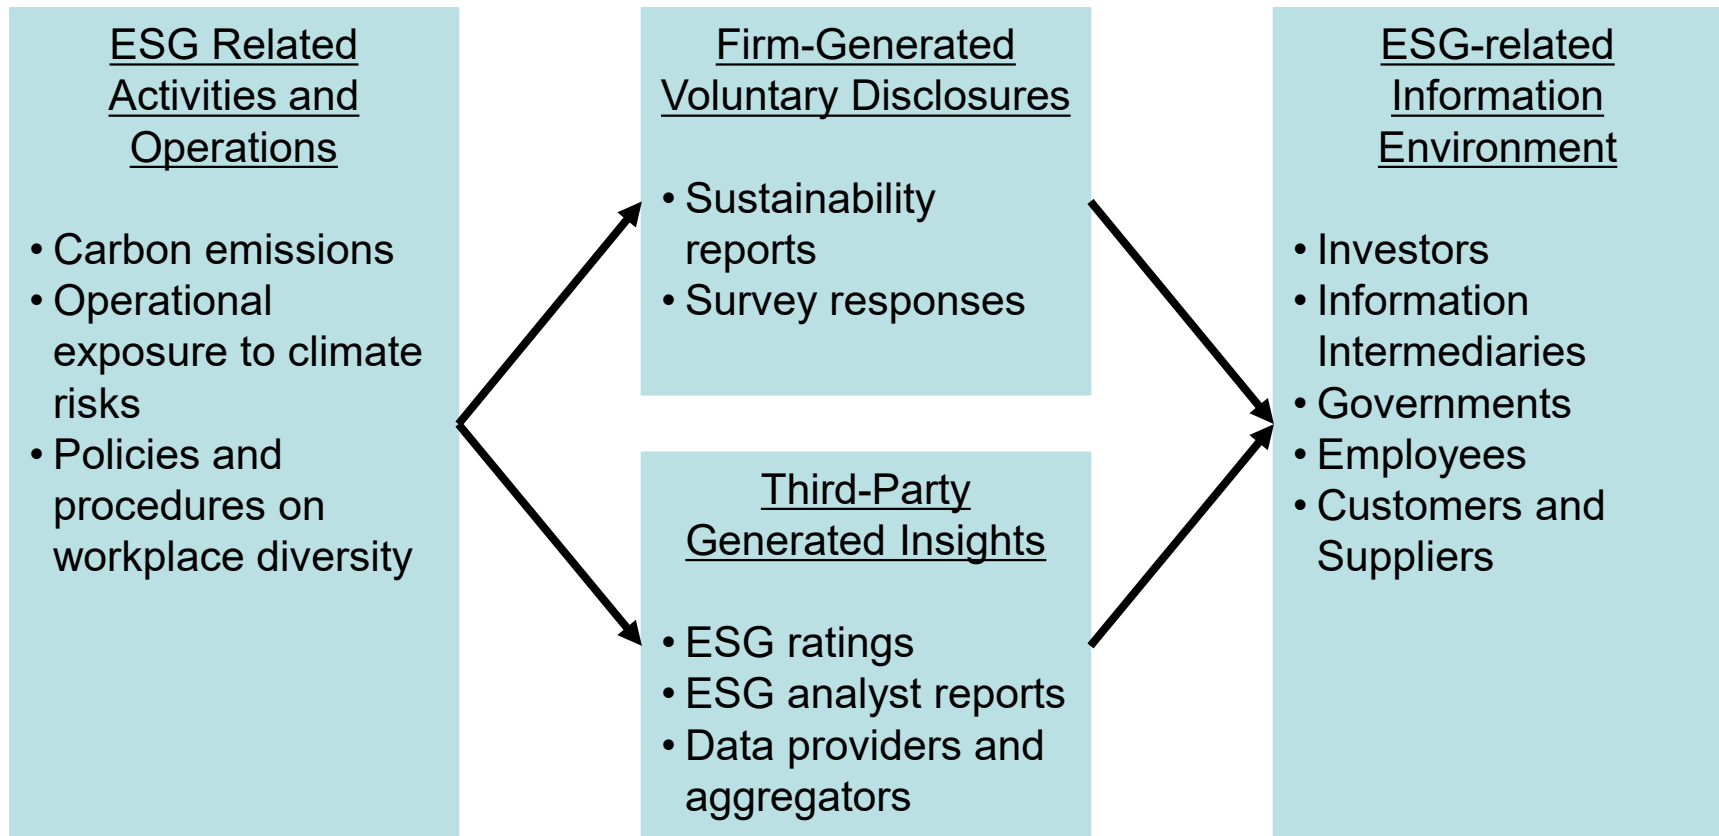 ESG Related
Activities and
Operations
• Carbon emissions
• Operational
exposure to climate
risks
• Policies and
procedures on
workplace diversity
Firm-Generated
Voluntary Disclosures
• Sustainability
reports
• Survey responses
Third-Party
Generated Insights
• ESG ratings
• ESG analyst reports
• Data providers and
aggregators
ESG-related
Information
Environment
• Investors
• Information
Intermediaries
• Governments
• Employees
• Customers and
Suppliers